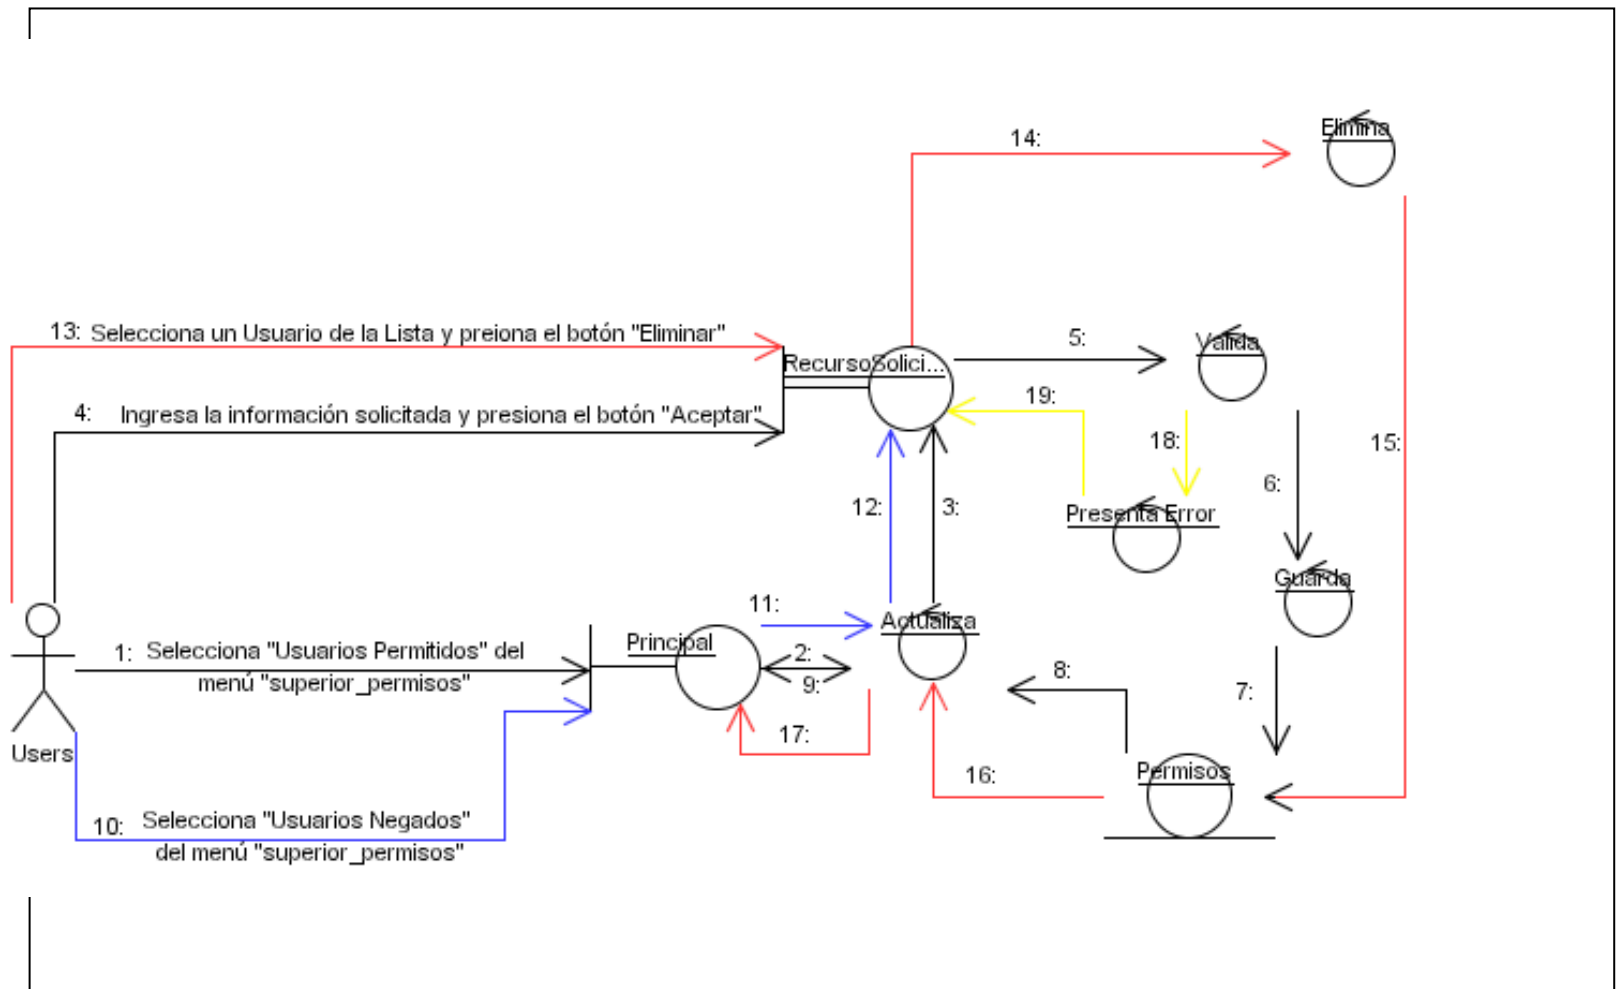 14:
Elimina
13: Selecciona un Usuario de la Lista y preiona el botón "Eliminar"
5:
Valida
RecursoSolici...
19:
4: Ingresa la información solicitada y presiona el botón "Aceptar"
18:
15:
6:
12:
3:
Presenta Error
Guarda
11:
Actualiza
Principal
1: Selecciona "Usuarios Permitidos" del
menú "superior_permisos"
2:
9:
8:
7:
17:
Users
16:
Permisos
10: Selecciona "Usuarios Negados"
del menú "superior_permisos"